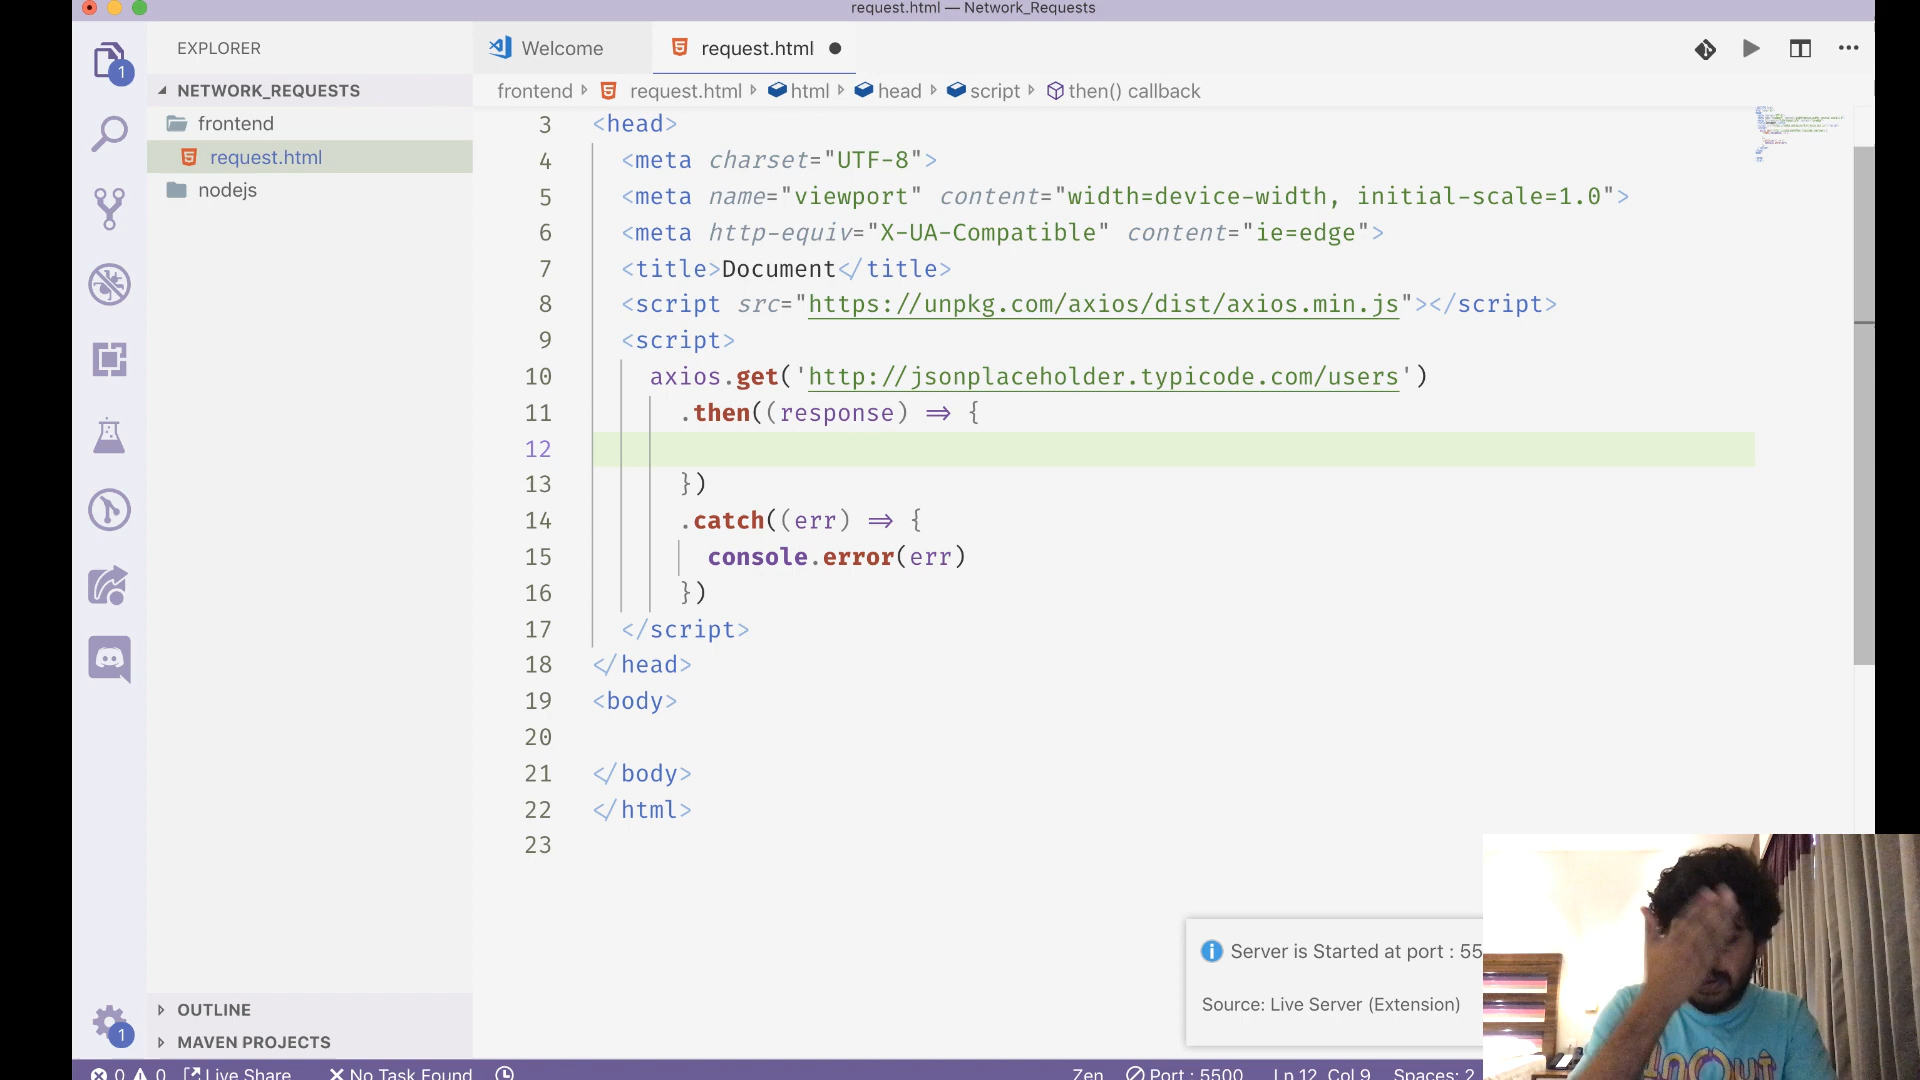 request.html — Network_Requests
EXPLORER
NETWORK_REQUESTS
frontend
request.html
nodejs
OUTLINE
MAVEN PROJECTS
1
1
Welcome
request.html
frontend request.html html head script then() callback
3 <head>
4 <meta charset="UTF-8">
5 <meta name="viewport" content="width=device-width, initial-scale=1.0">
6 <meta http-equiv="X-UA-Compatible" content="ie=edge">
7 <title>Document</title>
8 <script src="https://unpkg.com/axios/dist/axios.min.js"></script>
9 <script>
10 axios.get('http://jsonplaceholder.typicode.com/users')
11 .then((response) => {
12
13 })
14 .catch((err) => {
15 console.error(err)
16 })
17 </script>
18 </head>
19 <body>
20
21 </body>
22 </html>
23
Server is Started at port : 55
Source: Live Server (Extension)
0 0 Live Share No Task Found
Zen Port : 5500 Ln 12, Col 9 Spaces: 2